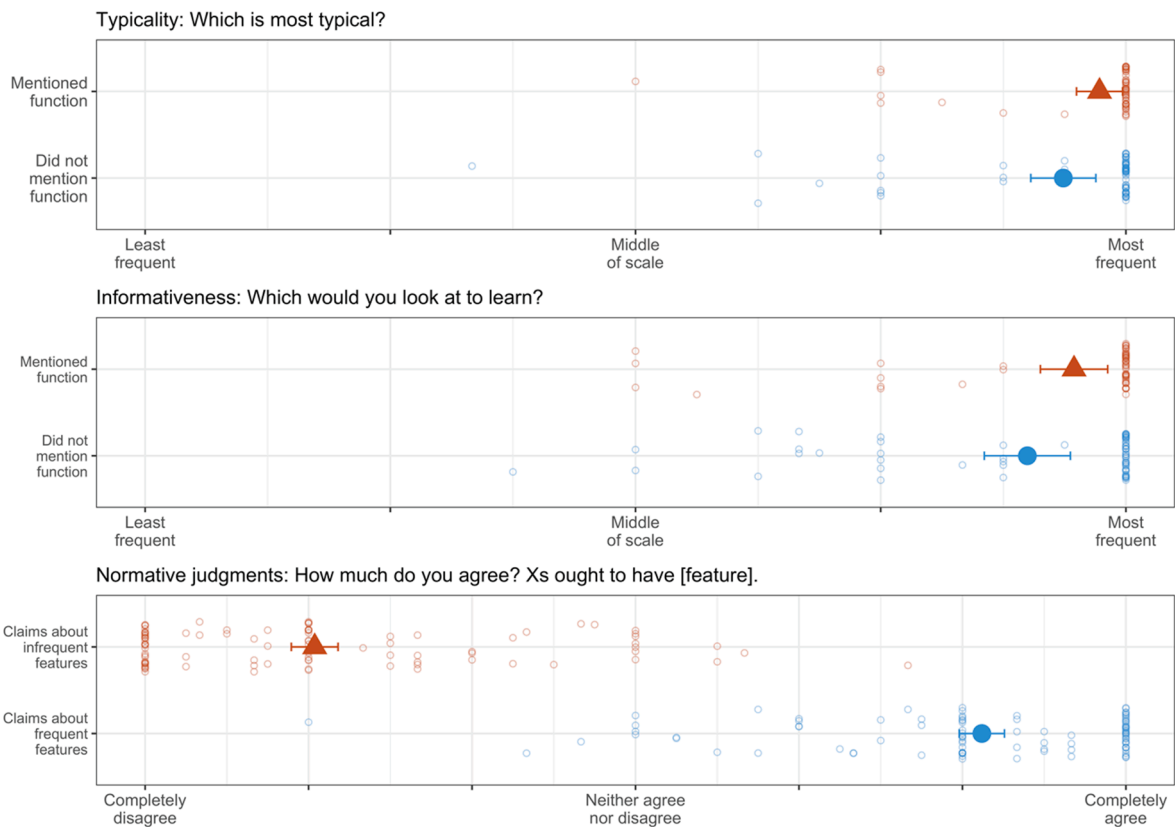 Typicality: Which is most typical?
Mentioned
function
Did not
mention
function
Least
frequent
Middle
of scale
Most
frequent
Informativeness: Which would you look at to learn?
Mentioned
function
Did not
mention
function
Least
frequent
Middle
of scale
Most
frequent
Normative judgments: How much do you agree? Xs ought to have [feature].
Claims about
infrequent
features
Claims about
frequent
features
Completely
disagree
Neither agree
nor disagree
Completely
agree